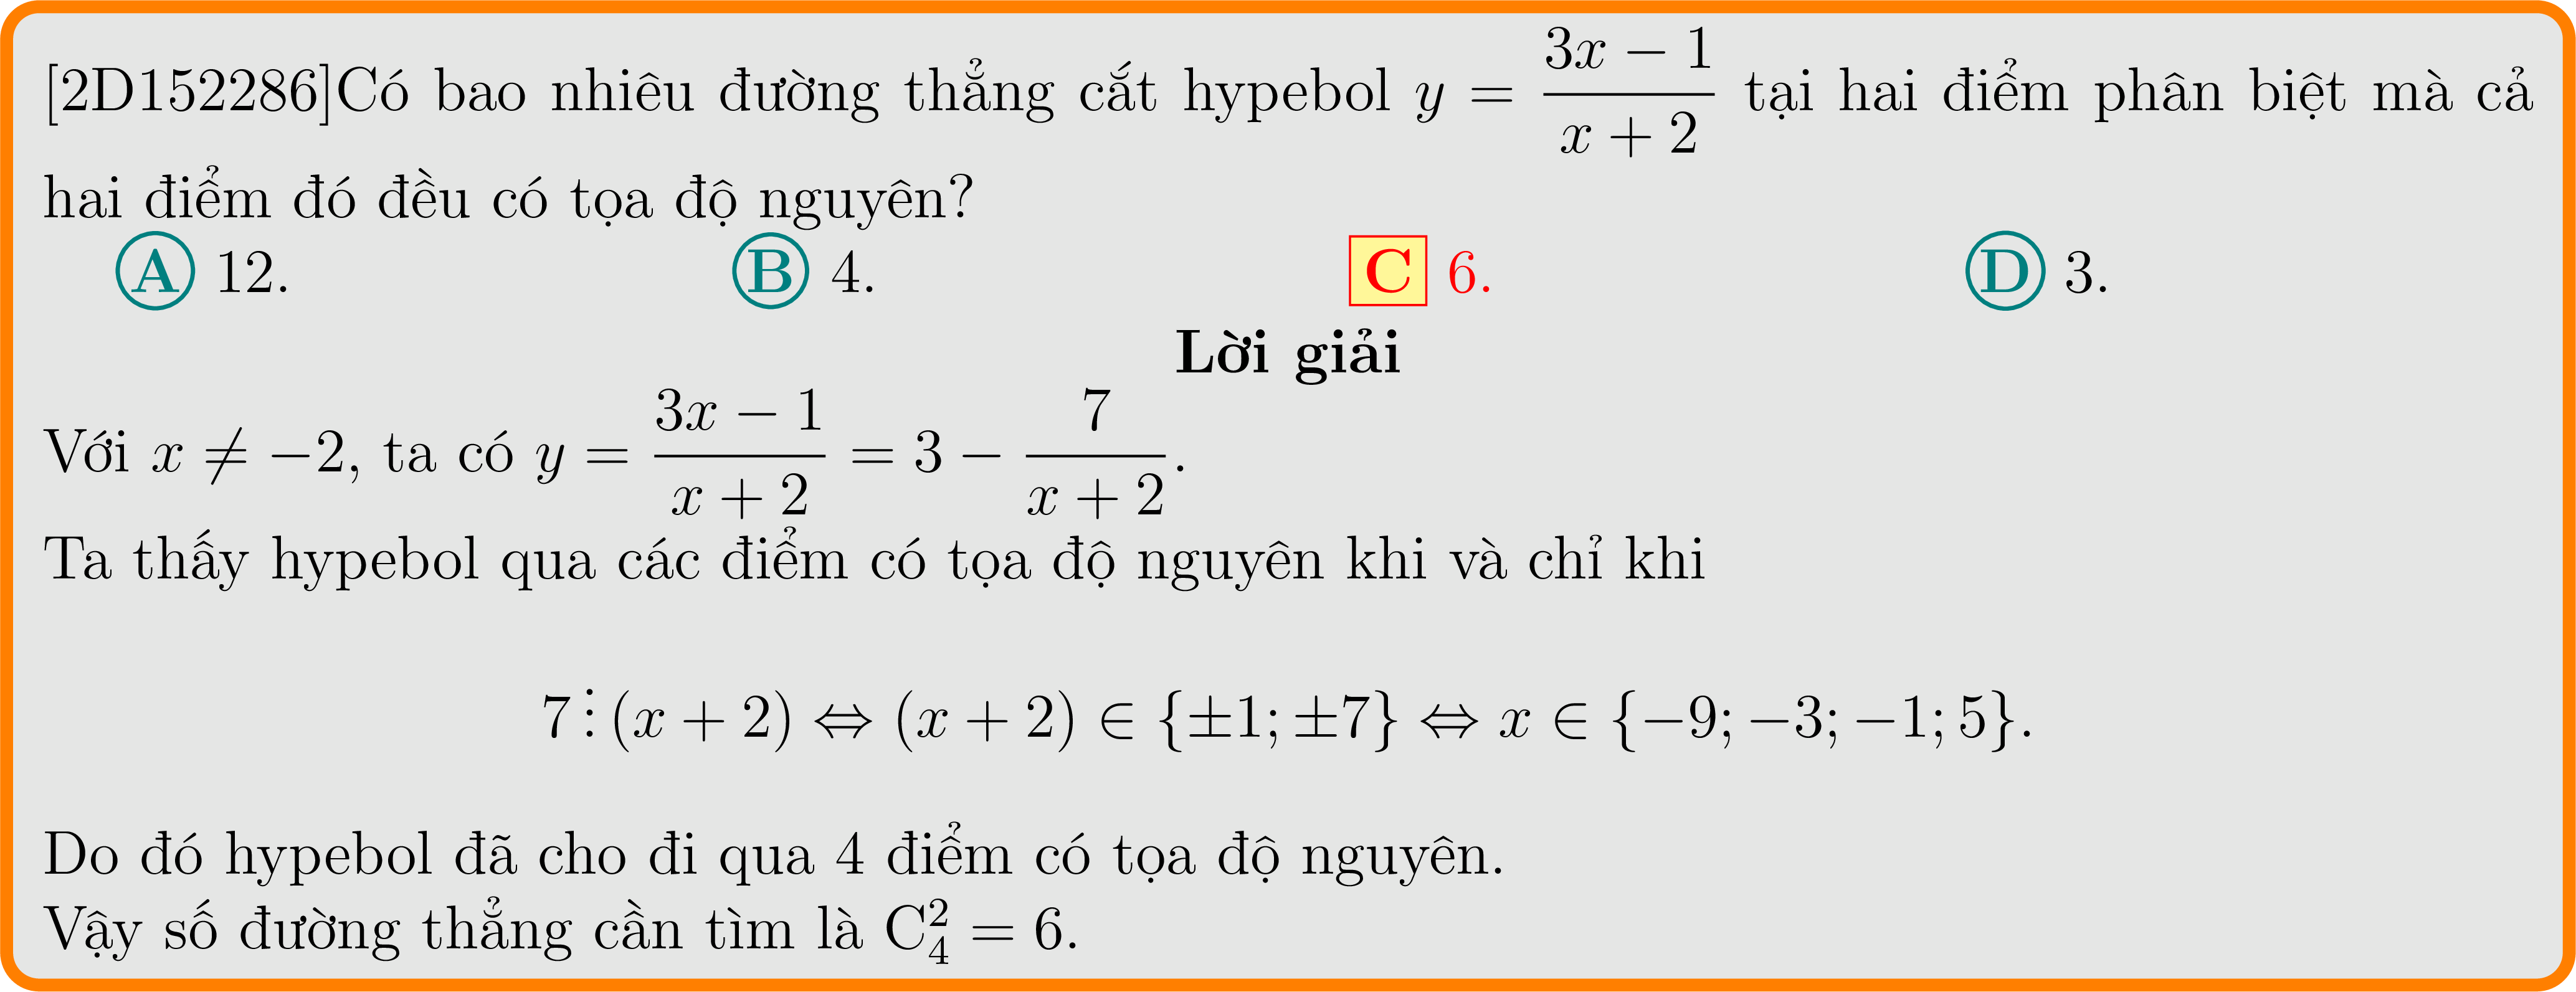 [2D152286]Có bao nhiêu đường thẳng cắt hypebol $y = \dfrac{3x-1}{x+2}$ tại hai điểm phân biệt mà cả
hai điểm đó đều có tọa độ nguyên?
A 12. B 4. C 6. D 3.
Lời giải
Với $x \neq -2$, ta có $y = \dfrac{3x-1}{x+2} = 3 - \dfrac{7}{x+2}$.
Ta thấy hypebol qua các điểm có tọa độ nguyên khi và chỉ khi
$7 \vdots (x+2) \Leftrightarrow (x+2) \in \{\pm 1; \pm 7\} \Leftrightarrow x \in \{-9; -3; -1; 5\}.$
Do đó hypebol đã cho đi qua 4 điểm có tọa độ nguyên.
Vậy số đường thẳng cần tìm là $\mathrm{C}_4^2 = 6$.